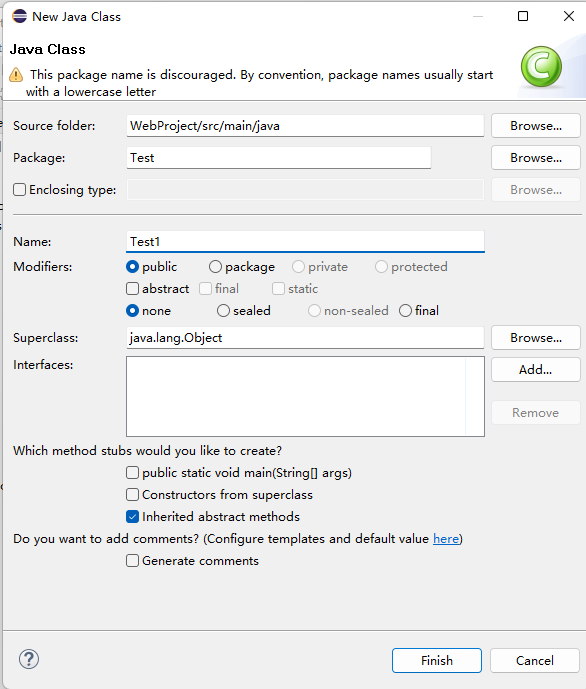 New Java Class
Java Class
This package name is discouraged. By convention, package names usually start
with a lowercase letter
Source folder: WebProject/src/main/java Browse...
Package: Test Browse...
Enclosing type: Browse...
Name: Test1
Modifiers: public package private protected
abstract final static
none sealed non-sealed final
Superclass: java.lang.Object Browse...
Interfaces: Add...
Remove
Which method stubs would you like to create?
public static void main(String[] args)
Constructors from superclass
Inherited abstract methods
Do you want to add comments? (Configure templates and default value here)
Generate comments
? Finish Cancel